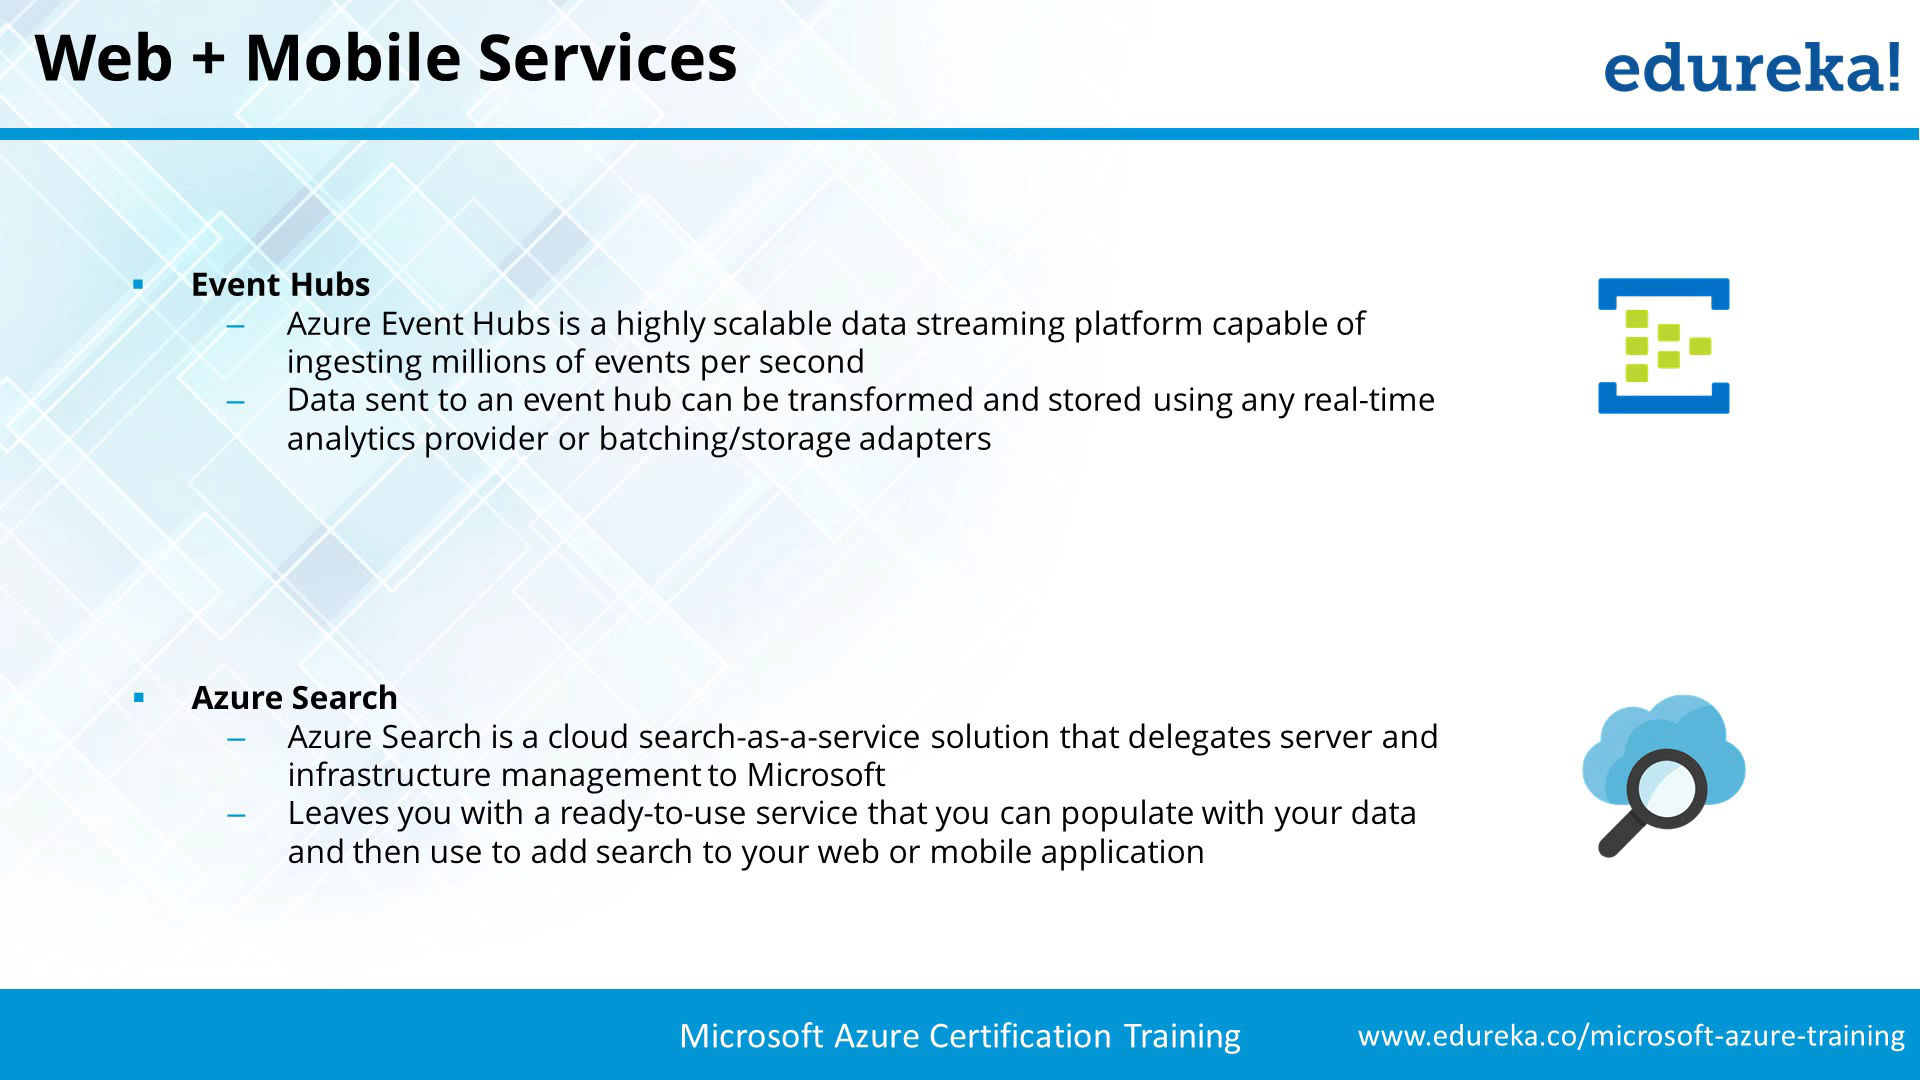 Web + Mobile Services
edureka!
▪ Event Hubs
– Azure Event Hubs is a highly scalable data streaming platform capable of
ingesting millions of events per second
– Data sent to an event hub can be transformed and stored using any real-time
analytics provider or batching/storage adapters
▪ Azure Search
– Azure Search is a cloud search-as-a-service solution that delegates server and
infrastructure management to Microsoft
– Leaves you with a ready-to-use service that you can populate with your data
and then use to add search to your web or mobile application
Microsoft Azure Certification Training
www.edureka.co/microsoft-azure-training